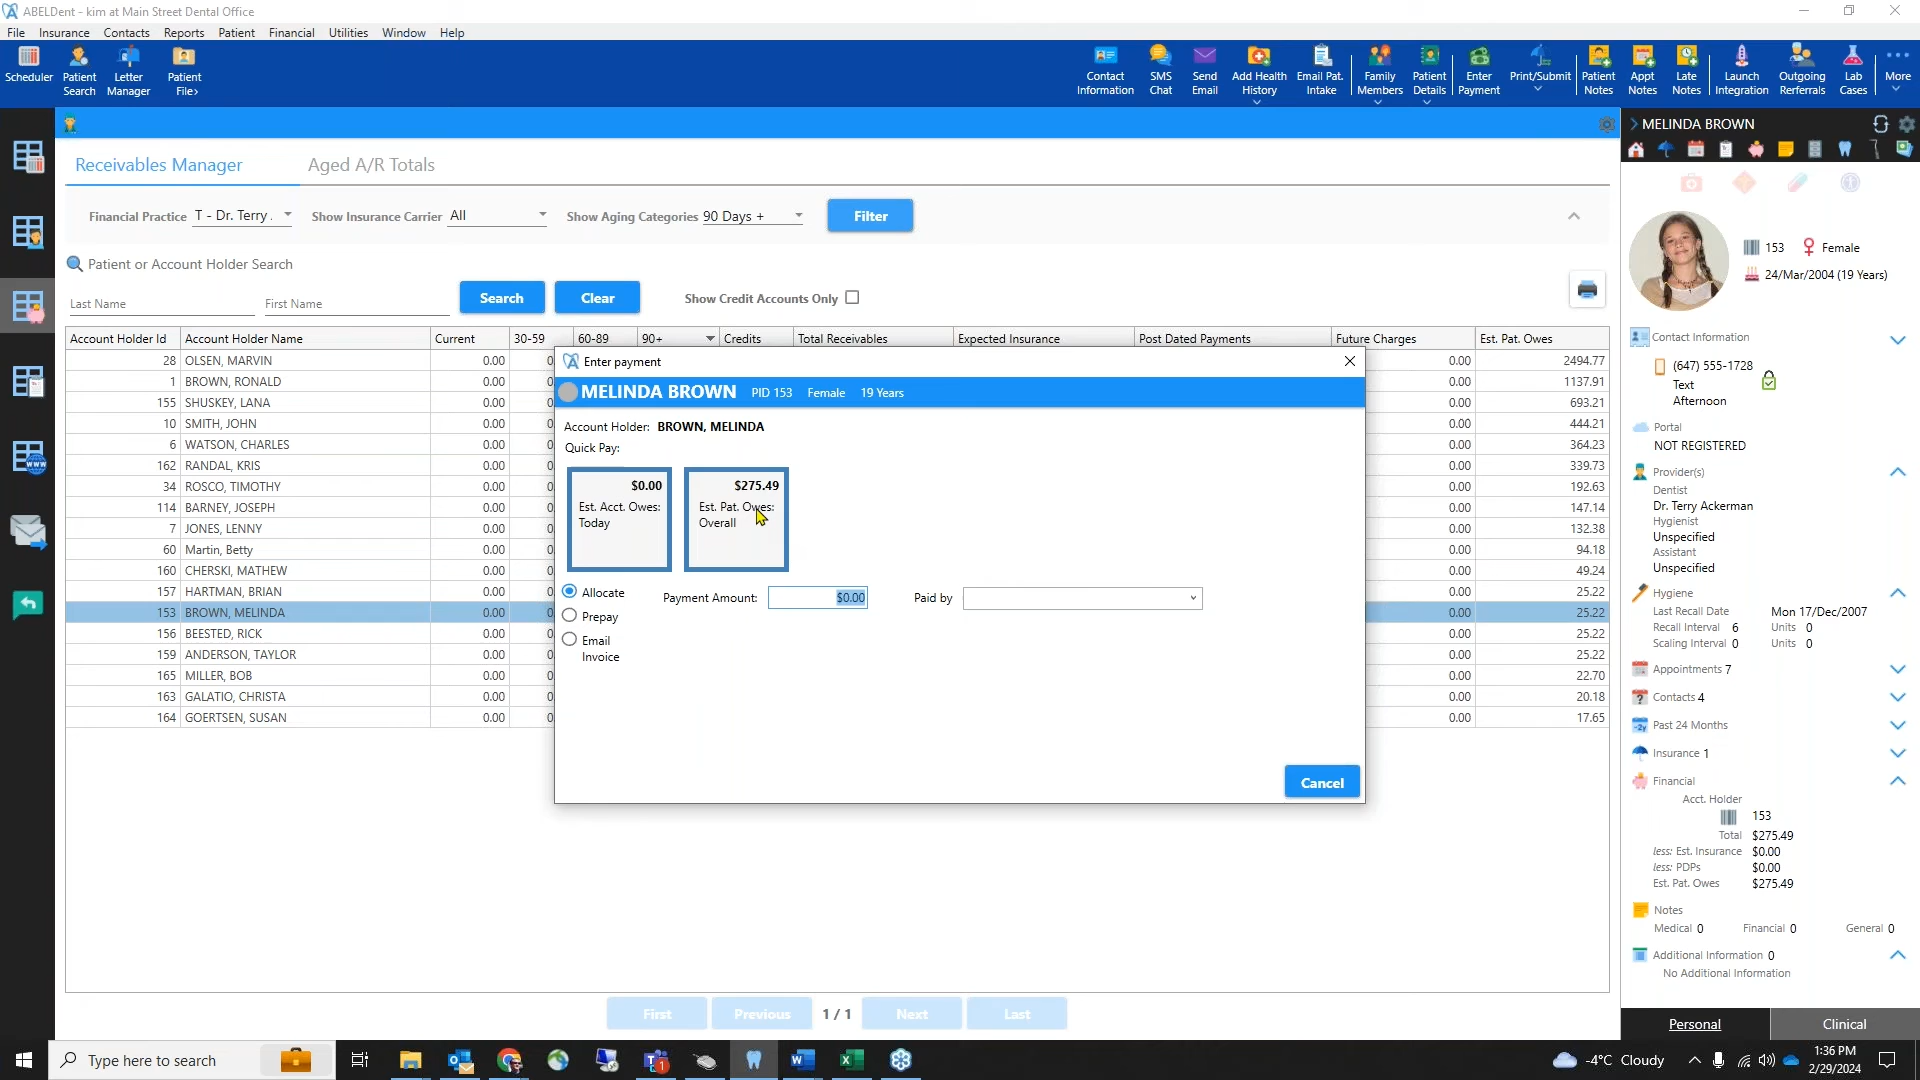 ABELDent - kim at Main Street Dental Office
File Insurance Contacts Reports Patient Financial Utilities Window Help
Scheduler
Patient Search
Letter Manager
Patient File>
Contact Information
SMS Chat
Send Email
Add Health History
Email Pat. Intake
Family Members
Patient Details
Enter Payment
Print/Submit
Patient Notes
Appt Notes
Late Notes
Launch Integration
Outgoing Rerferrals
Lab Cases
More
Receivables Manager Aged A/R Totals
Financial Practice T - Dr. Terry . Show Insurance Carrier All Show Aging Categories 90 Days + Filter
Patient or Account Holder Search
Last Name First Name Search Clear Show Credit Accounts Only
Account Holder Id Account Holder Name Current 30-59 60-89 90+ Credits Total Receivables Expected Insurance Post Dated Payments Future Charges Est. Pat. Owes
28 OLSEN, MARVIN 0.00 0 0.00 2494.77
1 BROWN, RONALD 0.00 0 0.00 1137.91
155 SHUSKEY, LANA 0.00 0 0.00 693.21
10 SMITH, JOHN 0.00 0 0.00 444.21
6 WATSON, CHARLES 0.00 0 0.00 364.23
162 RANDAL, KRIS 0.00 0 0.00 339.73
34 ROSCO, TIMOTHY 0.00 0 0.00 192.63
114 BARNEY, JOSEPH 0.00 0 0.00 147.14
7 JONES, LENNY 0.00 0 0.00 132.38
60 Martin, Betty 0.00 0 0.00 94.18
160 CHERSKI, MATHEW 0.00 0 0.00 49.24
157 HARTMAN, BRIAN 0.00 0 0.00 25.22
153 BROWN, MELINDA 0.00 0 0.00 25.22
156 BEESTED, RICK 0.00 0 0.00 25.22
159 ANDERSON, TAYLOR 0.00 0 0.00 25.22
165 MILLER, BOB 0.00 0 0.00 22.70
163 GALATIO, CHRISTA 0.00 0 0.00 20.18
164 GOERTSEN, SUSAN 0.00 0 0.00 17.65
Enter payment
MELINDA BROWN PID 153 Female 19 Years
Account Holder: BROWN, MELINDA
Quick Pay:
$0.00
Est. Acct. Owes:
Today
$275.49
Est. Pat. Owes:
Overall
Allocate Payment Amount: $0.00 Paid by
Prepay
Email
Invoice
Cancel
First Previous 1 / 1 Next Last
MELINDA BROWN
153 Female
24/Mar/2004 (19 Years)
Contact Information
(647) 555-1728
Text
Afternoon
Portal
NOT REGISTERED
Provider(s)
Dentist
Dr. Terry Ackerman
Hygienist
Unspecified
Assistant
Unspecified
Hygiene
Last Recall Date Mon 17/Dec/2007
Recall Interval 6 Units 0
Scaling Interval 0 Units 0
Appointments 7
Contacts 4
-2y Past 24 Months
Insurance 1
Financial
Acct. Holder
153
Total $275.49
less: Est. Insurance $0.00
less: PDPs $0.00
Est. Pat. Owes $275.49
Notes
Medical 0 Financial 0 General 0
Additional Information 0
No Additional Information
Personal Clinical
WWW
Type here to search
1
-4°C Cloudy
1:36 PM
2/29/2024